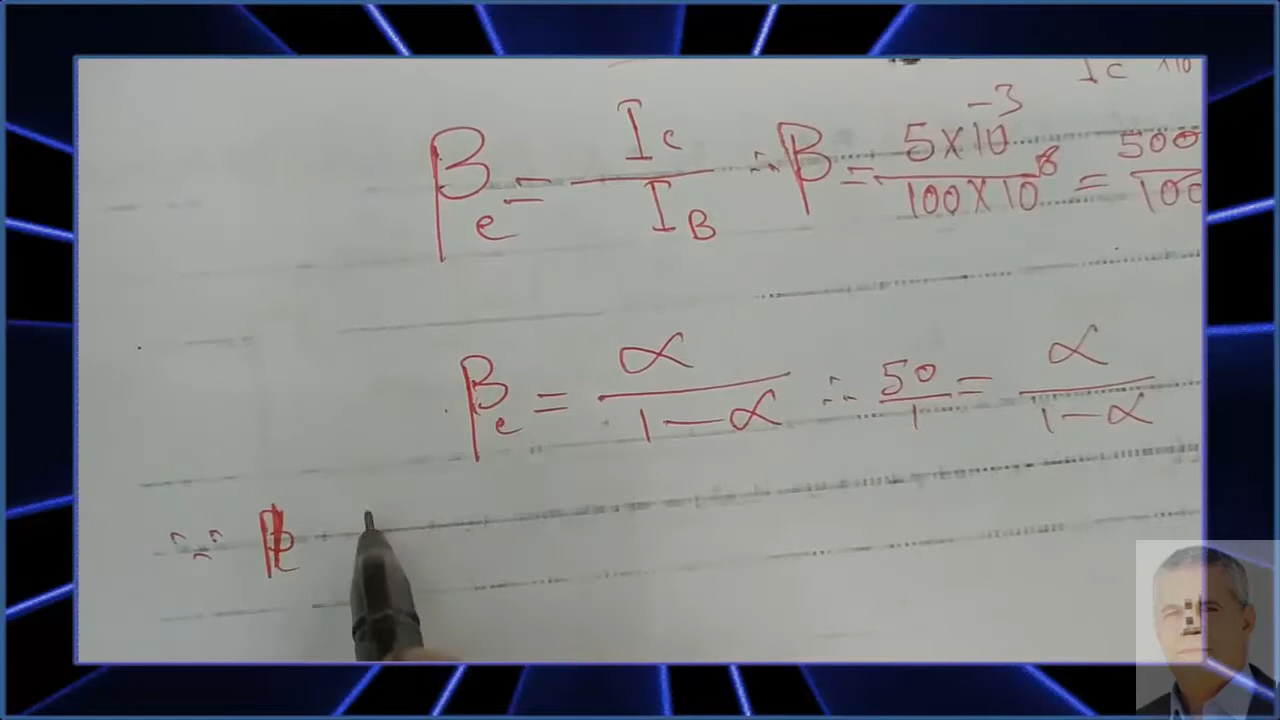 Ic ×10
βe = Ic / IB ∴ β = 5×10^-3 / 100×10^6 = 500 / 100
βe = α / 1-α ∴ 50 / 1 = α / 1-α
∵